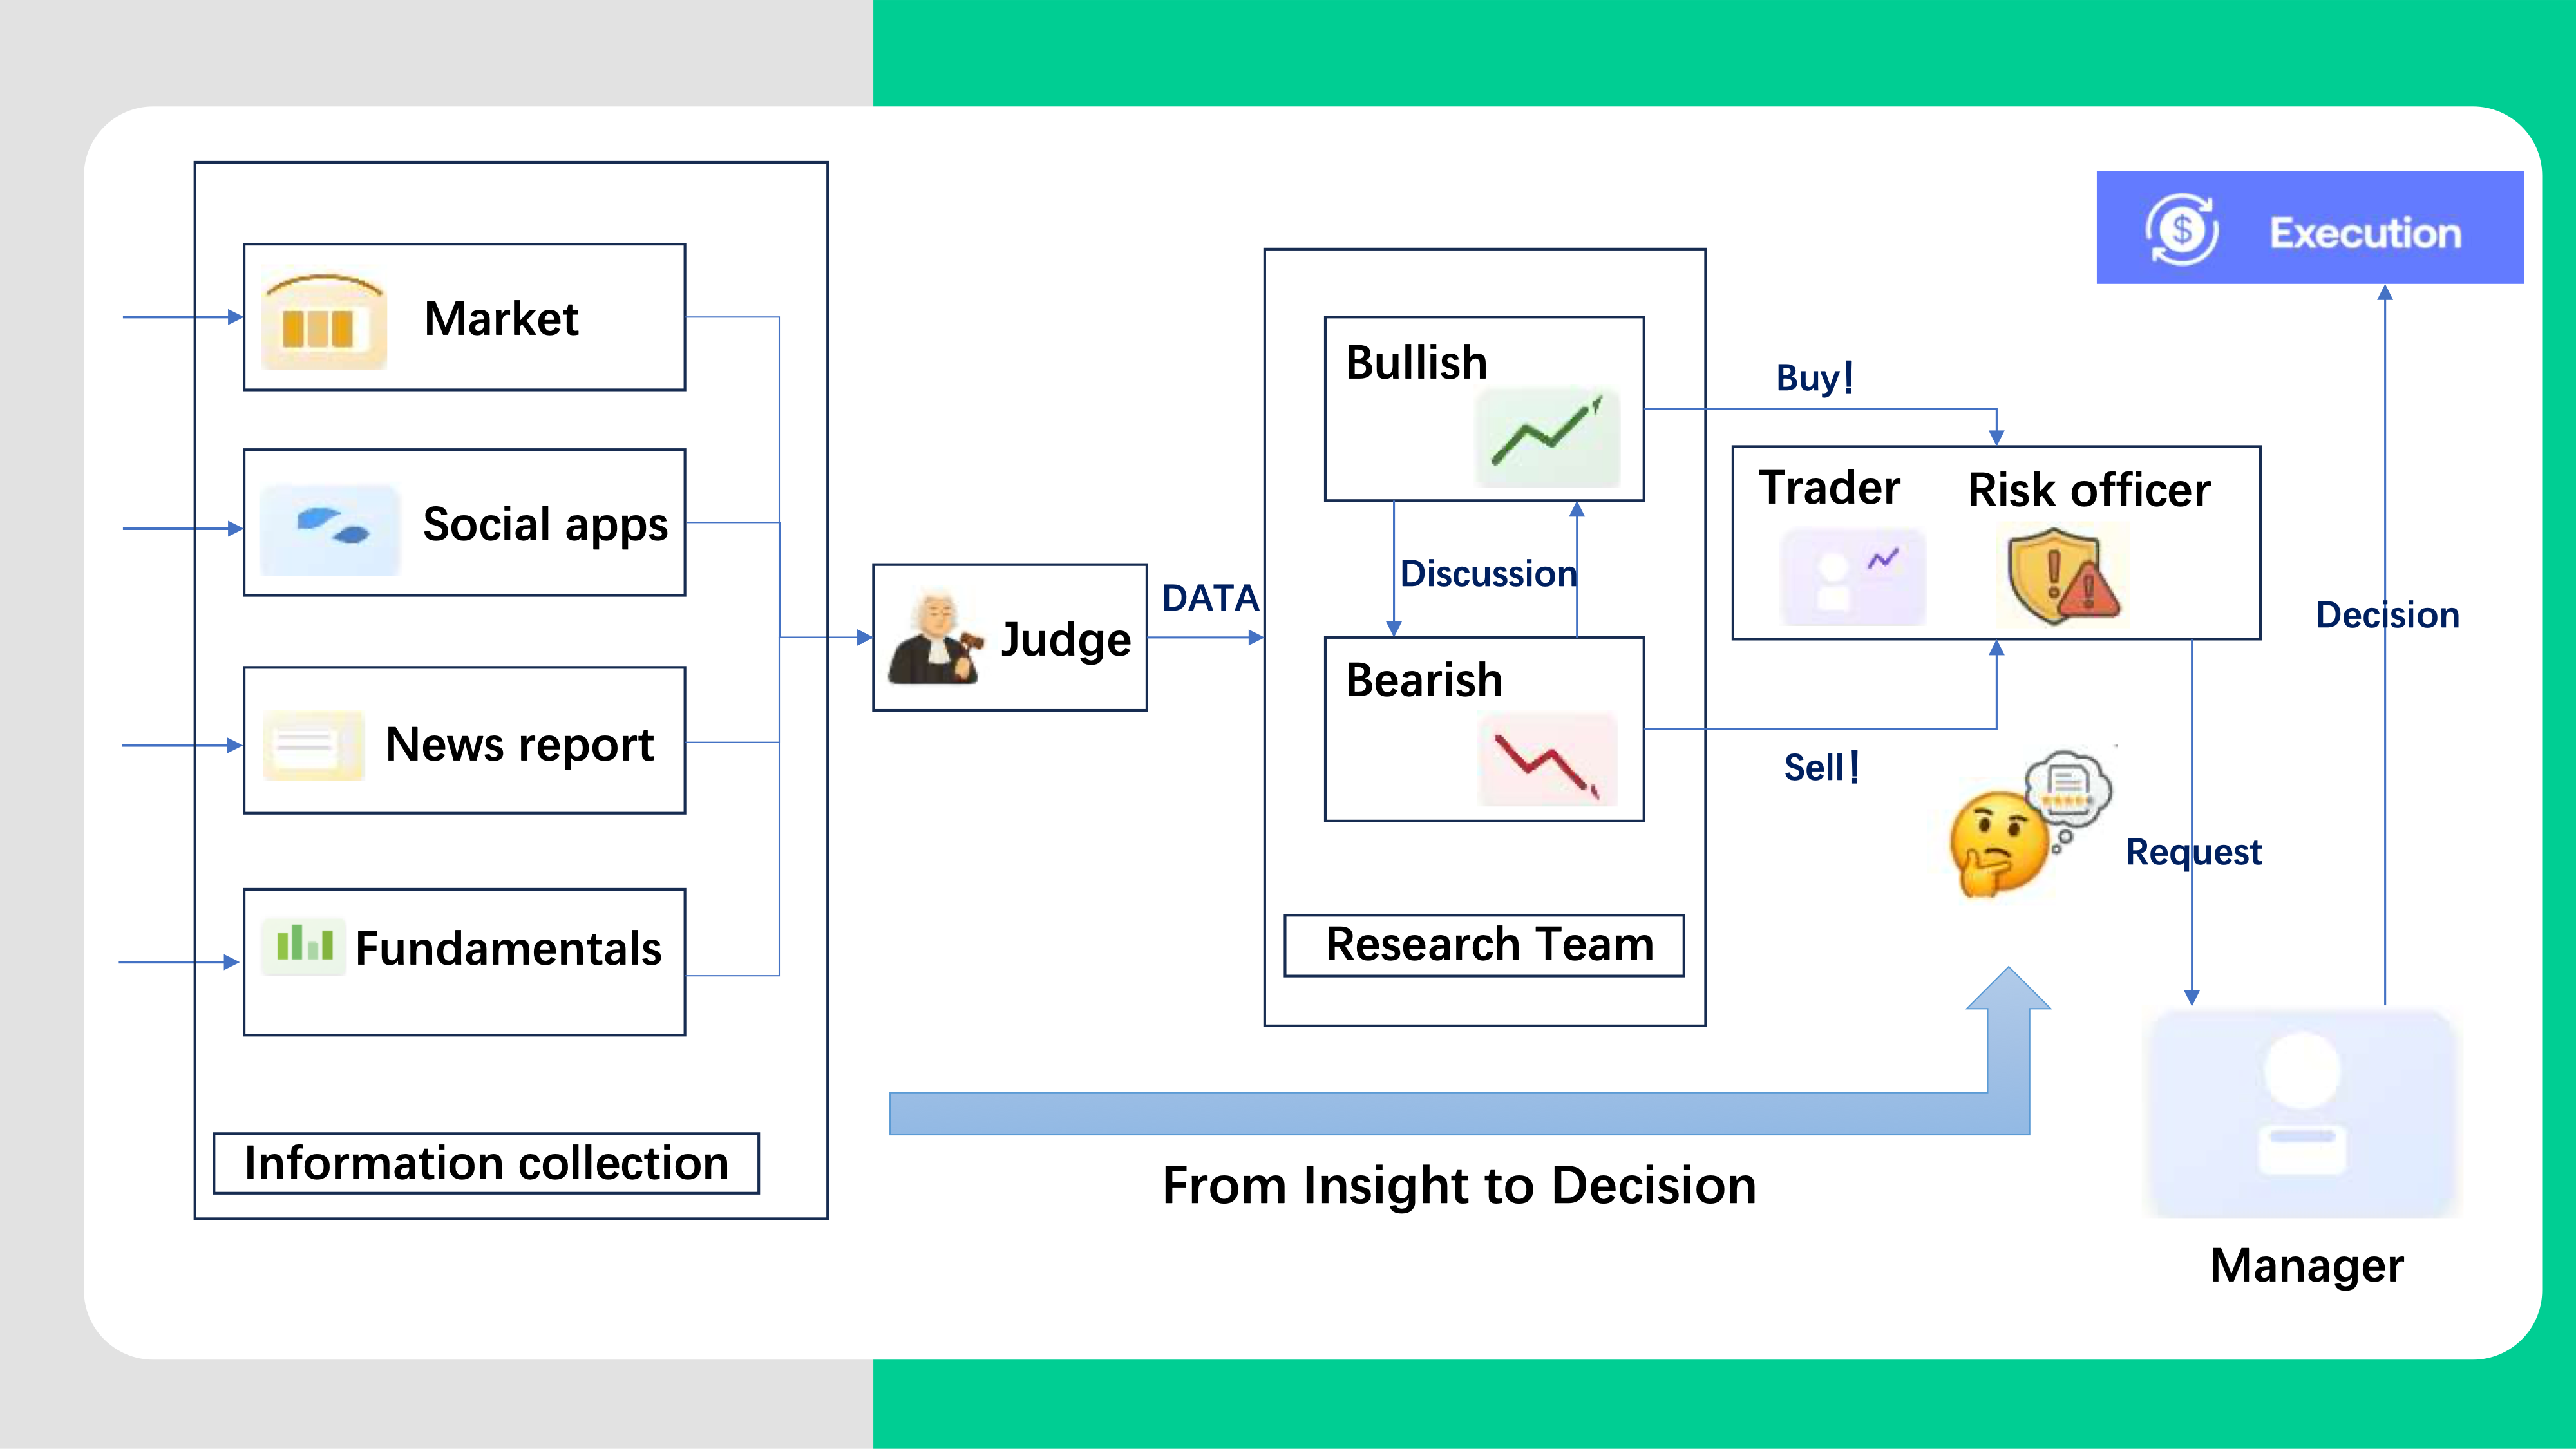 Market
Social apps
News report
Fundamentals
Information collection
Judge
DATA
Bullish
Discussion
Bearish
Research Team
Buy!
Sell!
Trader
Risk officer
Request
Decision
Execution
$
Manager
From Insight to Decision